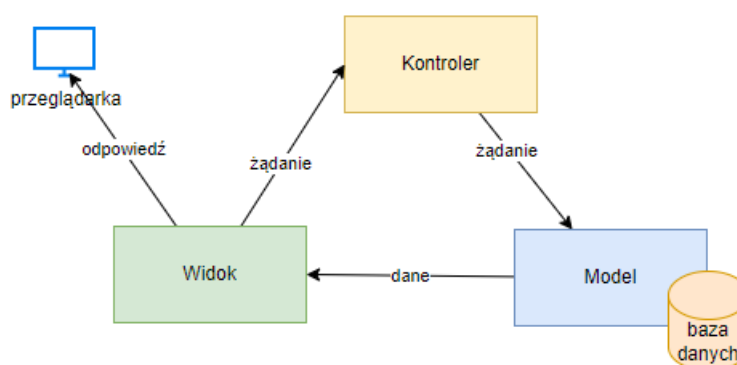 Kontroler
przeglądarka
odpowiedź
żądanie
żądanie
Widok
dane
Model
baza
danych